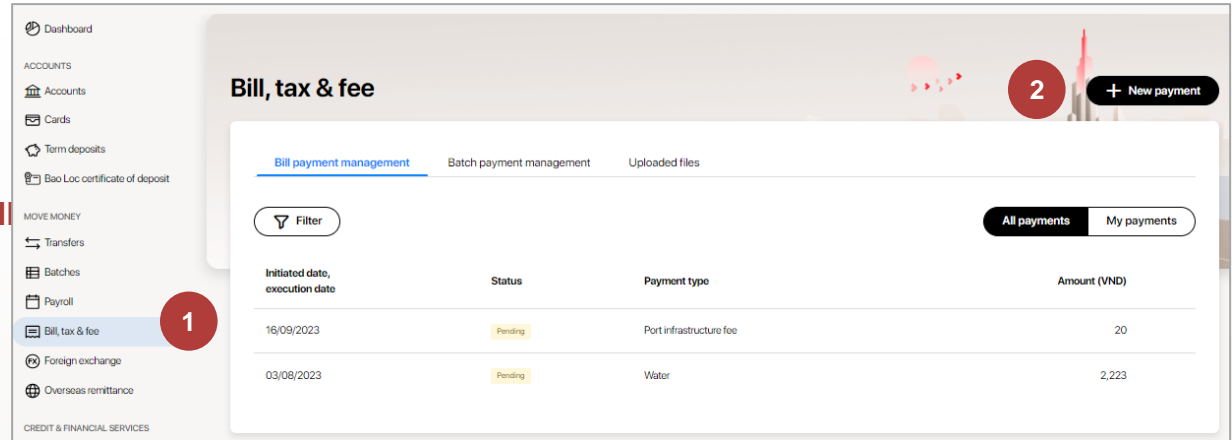 Dashboard
ACCOUNTS
Accounts
Cards
Term deposits
Bao Loc certificate of deposit
MOVE MONEY
Transfers
Batches
Payroll
Bill, tax & fee
1
FX Foreign exchange
Overseas remittance
CREDIT & FINANCIAL SERVICES
Bill, tax & fee
2
+ New payment
Bill payment management Batch payment management Uploaded files
Filter
All payments My payments
Initiated date,
execution date Status Payment type Amount (VND)
16/09/2023 Pending Port infrastructure fee 20
03/08/2023 Pending Water 2,223